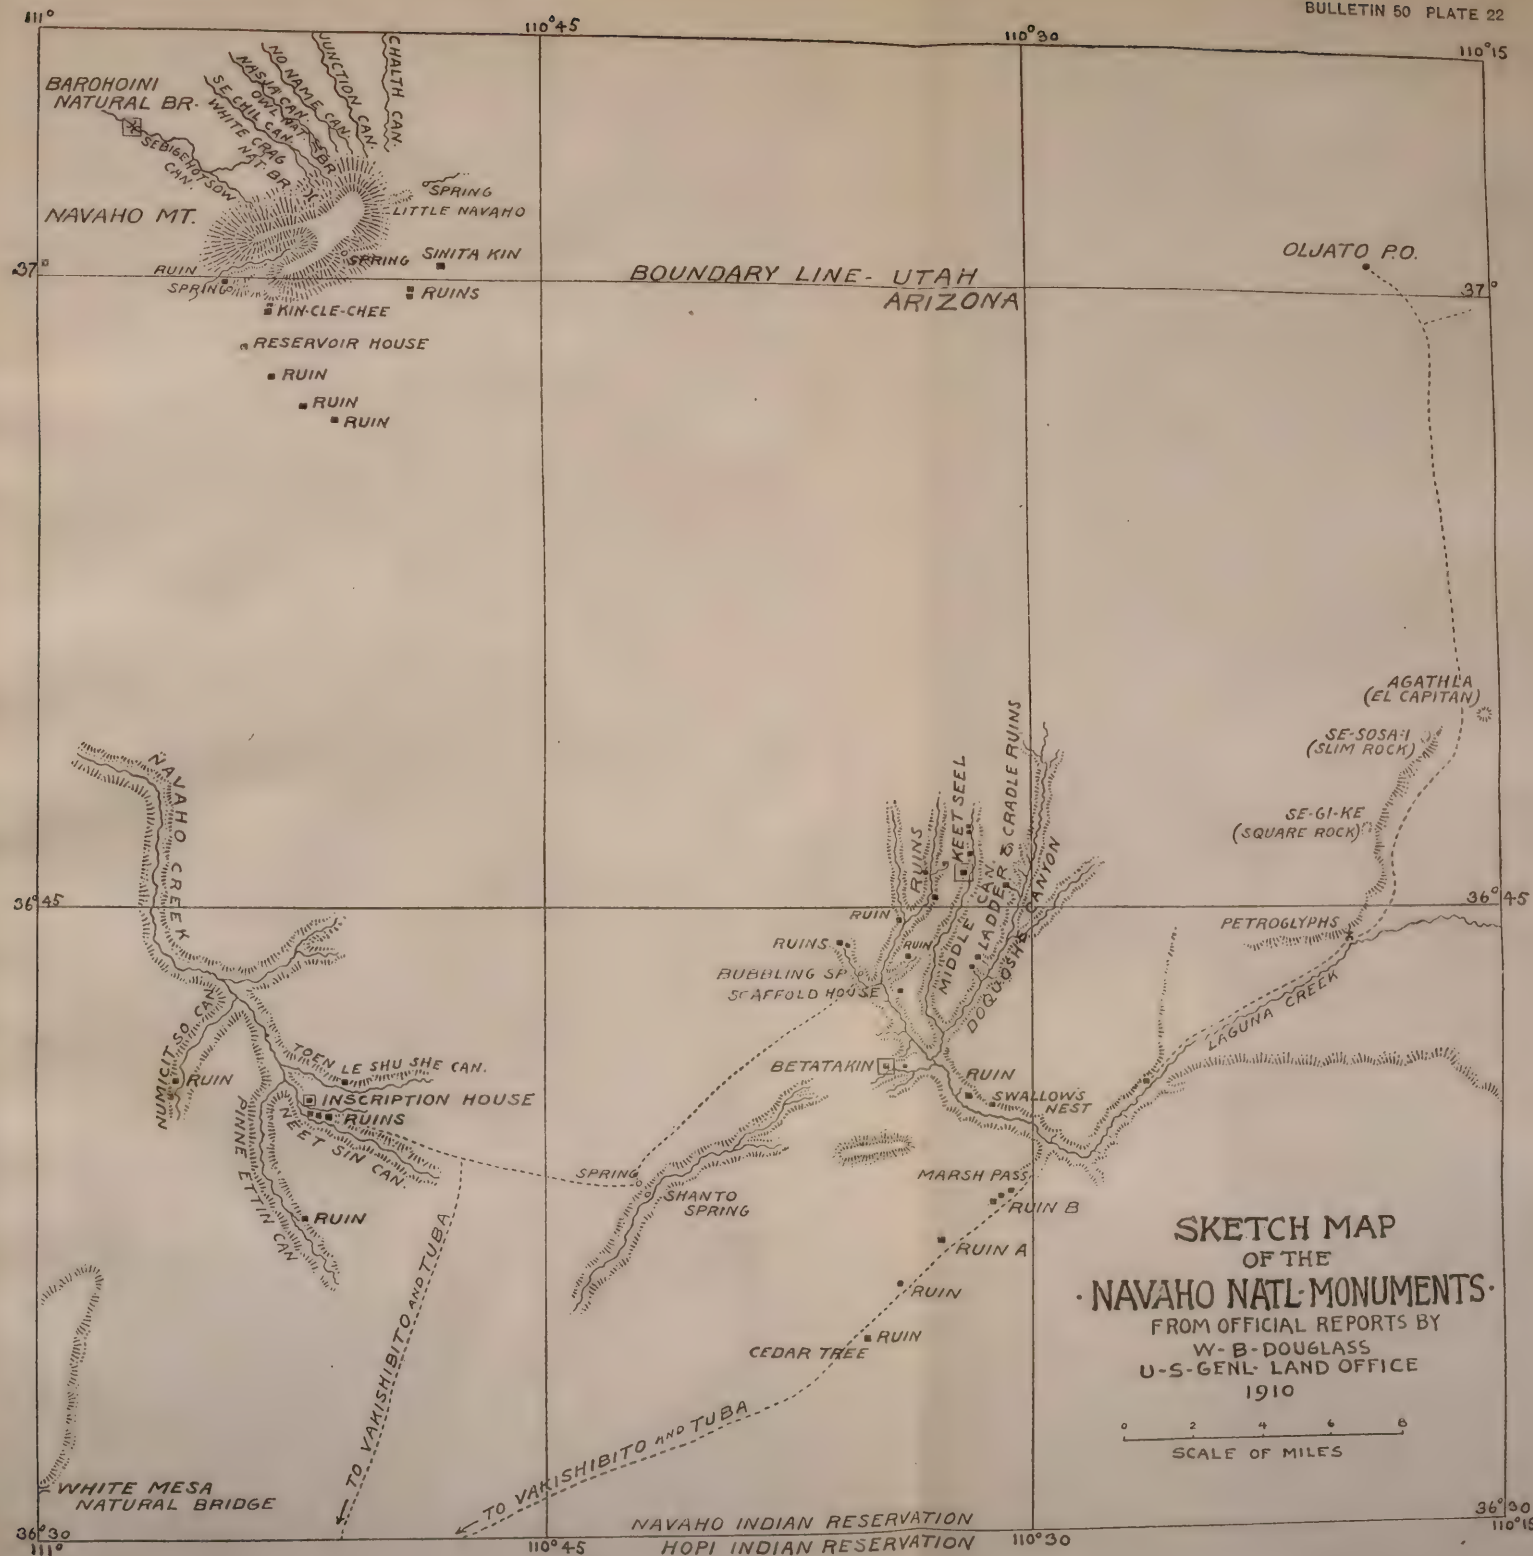 BULLETIN 50 PLATE 22
111°
110°45
110°30
110°15
CHALTH CAN.
JUNCTION CAN.
NO NAME CAN.
NASJA CAN.
OWL NAT. BR
SE CHIL CAN.
WHITE CRAG
NAT. BR
BAROHOINI
NATURAL BR.
SEBIGEHOTSOW
CAN.
NAVAHO MT.
SPRING
LITTLE NAVAHO
SPRING
SINITA KIN
RUIN
SPRING
37°
BOUNDARY LINE - UTAH
ARIZONA
OLJATO P.O.
37°
RUINS
KIN-CLE-CHEE
RESERVOIR HOUSE
RUIN
RUIN
RUIN
AGATHLA
(EL CAPITAN)
SE-SOSA-I
(SLIM ROCK)
SE-GI-KE
(SQUARE ROCK)
NAVAHO CREEK
RUINS
KEET SEEL
MIDDLE CAN.
LADDER & CRADLE RUINS
DOQUOSHE CANYON
36°45
36°45
RUIN
RUINS
RUIN
PETROGLYPHS
BUBBLING SP
SCAFFOLD HOUSE
LAGUNA CREEK
NUMICIT SO. CAN
RUIN
TOEN LE SHU SHE CAN.
INSCRIPTION HOUSE
RUINS
NEET SIN CAN.
PINNE ETTIN CAN
RUIN
BETATAKIN
RUIN
SWALLOWS
NEST
SPRING
SHANTO
SPRING
MARSH PASS
RUIN B
RUIN A
RUIN
RUIN
CEDAR TREE
SKETCH MAP
OF THE
· NAVAHO NATL·MONUMENTS·
FROM OFFICIAL REPORTS BY
W-B-DOUGLASS
U-S-GENL- LAND OFFICE
1910
0 2 4 6 8
SCALE OF MILES
TO VAKISHIBITO AND TUBA
TO VAKISHIBITO AND TUBA
WHITE MESA
NATURAL BRIDGE
NAVAHO INDIAN RESERVATION
HOPI INDIAN RESERVATION
36°30
111°
110°45
110°30
36°30
110°15